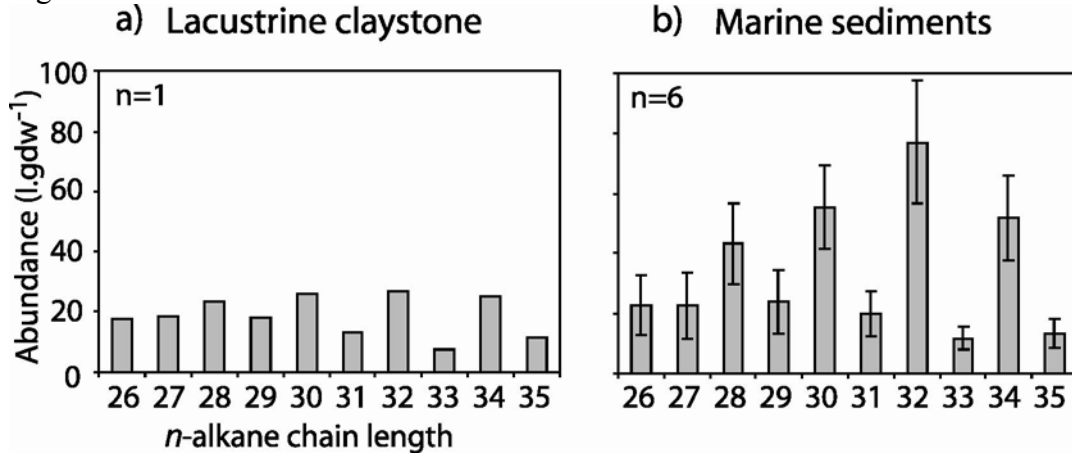 a) Lacustrine claystone
n=1
Abundance (I.gdw-1)
100
80
60
40
20
0
26 27 28 29 30 31 32 33 34 35
n-alkane chain length
b) Marine sediments
n=6
26 27 28 29 30 31 32 33 34 35